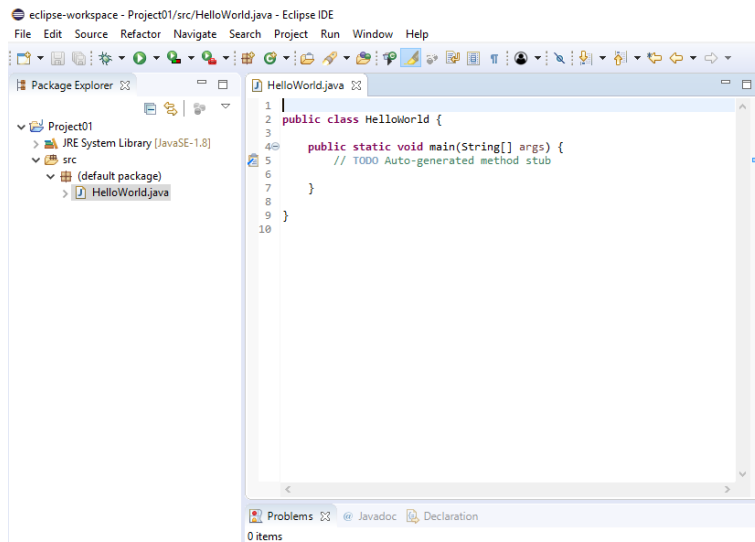 eclipse-workspace - Project01/src/HelloWorld.java - Eclipse IDE
File Edit Source Refactor Navigate Search Project Run Window Help
Package Explorer
Project01
JRE System Library [JavaSE-1.8]
src
(default package)
HelloWorld.java
HelloWorld.java
1
2 public class HelloWorld {
3
4 public static void main(String[] args) {
5 // TODO Auto-generated method stub
6
7 }
8
9 }
10
Problems @ Javadoc Declaration
0 items